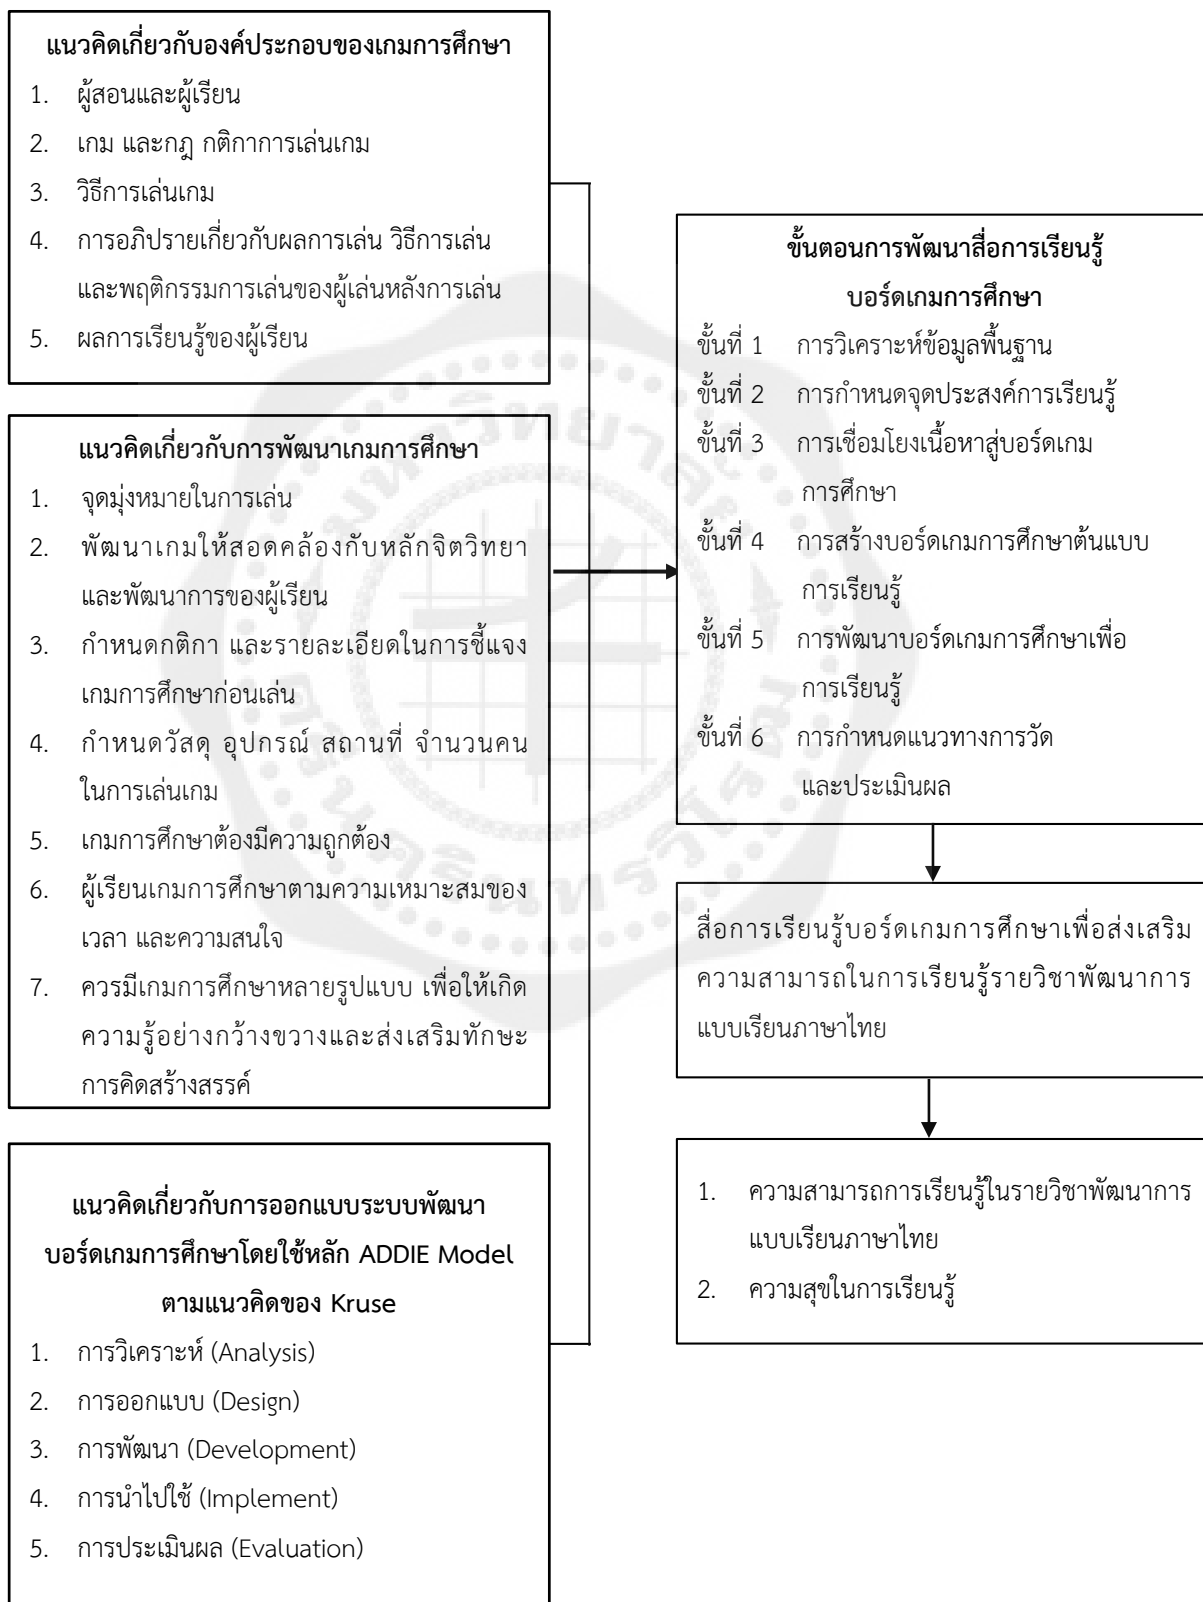 แนวคิดเกี่ยวกับองค์ประกอบของเกมการศึกษา
1. ผู้สอนและผู้เรียน
2. เกม และกฎ กติกาการเล่นเกม
3. วิธีการเล่นเกม
4. การอภิปรายเกี่ยวกับผลการเล่น วิธีการเล่น
และพฤติกรรมการเล่นของผู้เล่นหลังการเล่น
5. ผลการเรียนรู้ของผู้เรียน
แนวคิดเกี่ยวกับการพัฒนาเกมการศึกษา
1. จุดมุ่งหมายในการเล่น
2. พัฒนาเกมให้สอดคล้องกับหลักจิตวิทยา
และพัฒนาการของผู้เรียน
3. กำหนดกติกา และรายละเอียดในการชี้แจง
เกมการศึกษาก่อนเล่น
4. กำหนดวัสดุ อุปกรณ์ สถานที่ จำนวนคน
ในการเล่นเกม
5. เกมการศึกษาต้องมีความถูกต้อง
6. ผู้เรียนเกมการศึกษาตามความเหมาะสมของ
เวลา และความสนใจ
7. ควรมีเกมการศึกษาหลายรูปแบบ เพื่อให้เกิด
ความรู้อย่างกว้างขวางและส่งเสริมทักษะ
การคิดสร้างสรรค์
แนวคิดเกี่ยวกับการออกแบบระบบพัฒนา
บอร์ดเกมการศึกษาโดยใช้หลัก ADDIE Model
ตามแนวคิดของ Kruse
1. การวิเคราะห์ (Analysis)
2. การออกแบบ (Design)
3. การพัฒนา (Development)
4. การนำไปใช้ (Implement)
5. การประเมินผล (Evaluation)
ขั้นตอนการพัฒนาสื่อการเรียนรู้
บอร์ดเกมการศึกษา
ขั้นที่ 1 การวิเคราะห์ข้อมูลพื้นฐาน
ขั้นที่ 2 การกำหนดจุดประสงค์การเรียนรู้
ขั้นที่ 3 การเชื่อมโยงเนื้อหาสู่บอร์ดเกม
การศึกษา
ขั้นที่ 4 การสร้างบอร์ดเกมการศึกษาต้นแบบ
การเรียนรู้
ขั้นที่ 5 การพัฒนาบอร์ดเกมการศึกษาเพื่อ
การเรียนรู้
ขั้นที่ 6 การกำหนดแนวทางการวัด
และประเมินผล
สื่อการเรียนรู้บอร์ดเกมการศึกษาเพื่อส่งเสริม
ความสามารถในการเรียนรู้รายวิชาพัฒนาการ
แบบเรียนภาษาไทย
1. ความสามารถการเรียนรู้ในรายวิชาพัฒนาการ
แบบเรียนภาษาไทย
2. ความสุขในการเรียนรู้
มหาวิทยาลัย
ศรีนครินทรวิโรฒ